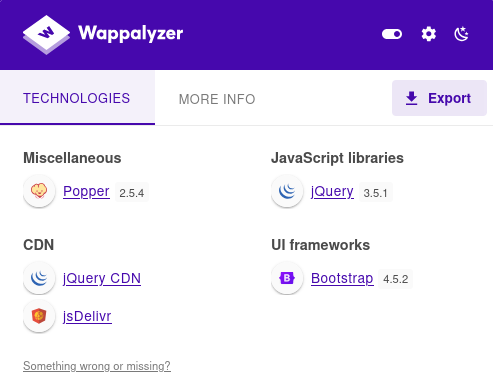 Wappalyzer
TECHNOLOGIES
MORE INFO
Export
Miscellaneous
Popper 2.5.4
JavaScript libraries
jQuery 3.5.1
CDN
jQuery CDN
jsDelivr
UI frameworks
Bootstrap 4.5.2
Something wrong or missing?